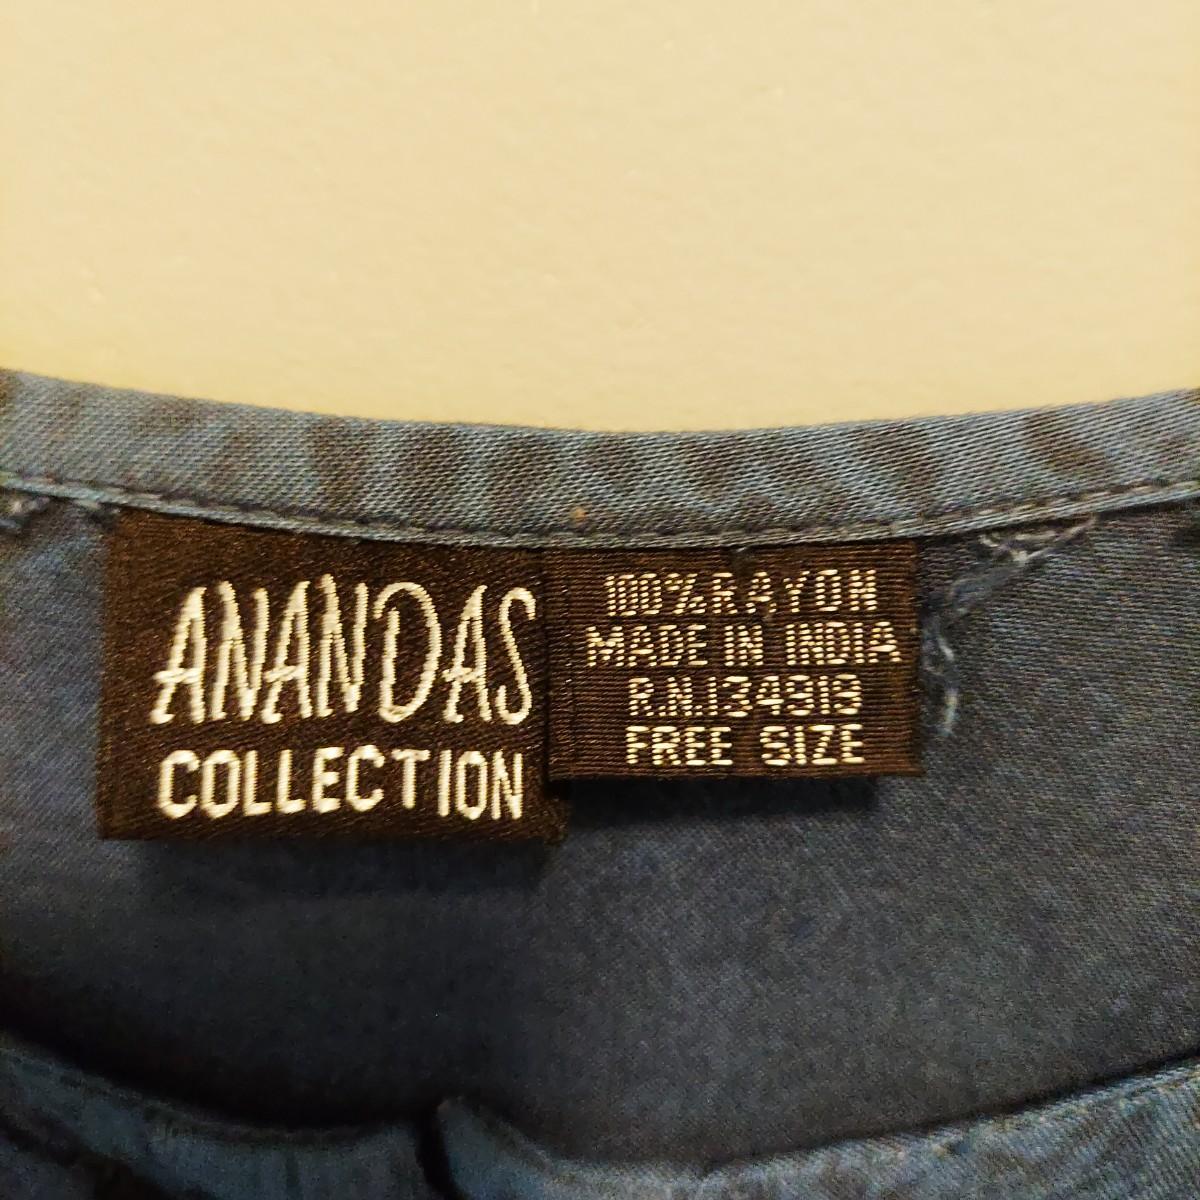 ANANDAS
COLLECTION
100% RAYON
MADE IN INDIA
R.N.134919
FREE SIZE